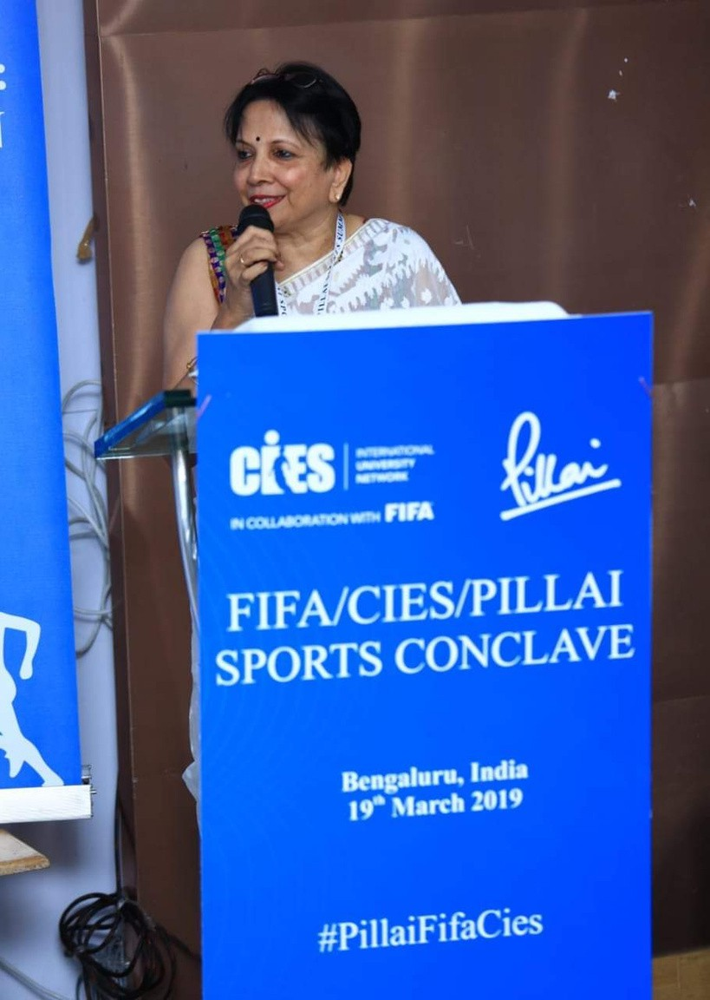 CIES
INTERNATIONAL
UNIVERSITY
NETWORK
IN COLLABORATION WITH FIFA
Pillai
FIFA/CIES/PILLAI
SPORTS CONCLAVE
Bengaluru, India
19th March 2019
#PillaiFifaCies